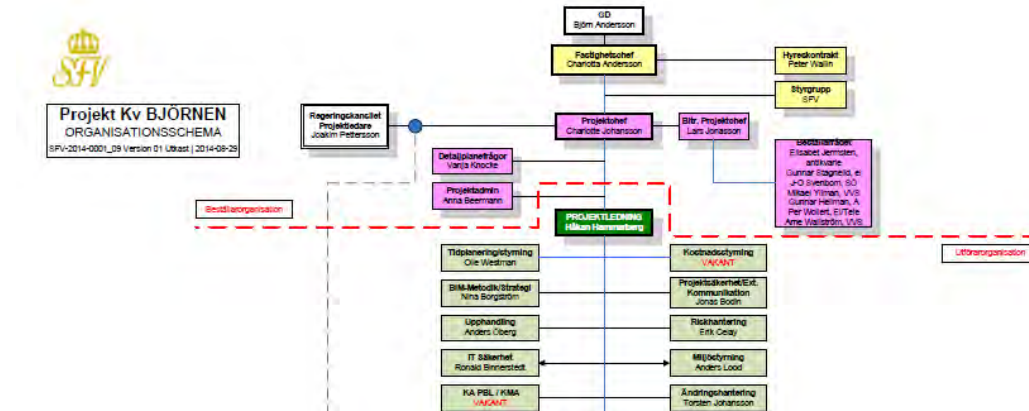 GD
Björn Andersson
SFV
Fastighetschef
Charlotta Andersson
Hyreskontrakt
Peter Wallin
Styrgrupp
SFV
Projekt Kv BJÖRNEN
ORGANISATIONSSCHEMA
SFV-2014-0001_09 Version 01 Utkast | 2014-08-29
Regeringskansliet
Projektledare
Joakim Pettersson
Projektchef
Charlotte Johansson
Bitr. Projektchef
Lars Jonasson
Detaljplanefrågor
Vanja Knocke
Beställarrådet
Elisabet Jermsten,
antikvarie
Gunnar Stagnelid, el
J-O Svenbom, SÖ
Mikael Yllman, VVS
Gunnar Hellman, A
Per Wollert, El/Tele
Arne Wallström, VVS
Projektadmin
Anna Beermann
Beställarorganisation
PROJEKTLEDNING
Håkan Hammarberg
Utförarorganisation
Tidplanering/styrning
Olle Westman
Kostnadsstyrning
VAKANT
BIM-Metodik/Strategi
Nina Borgström
Projektsäkerhet/Ext.
Kommunikation
Jonas Bodin
Upphandling
Anders Öberg
Riskhantering
Erik Celay
IT Säkerhet
Ronald Binnerstedt
Miljöstyrning
Anders Lood
KA PBL / KMA
VAKANT
Ändringshantering
Torsten Johansson